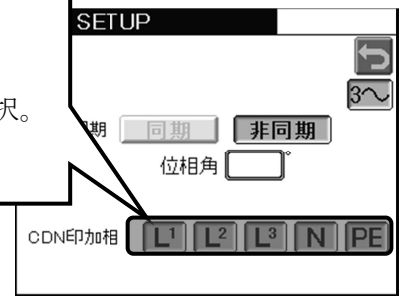 SETUP
択。
3～
期 同期 非同期
位相角 °
CDN印加相 L¹ L² L³ N PE